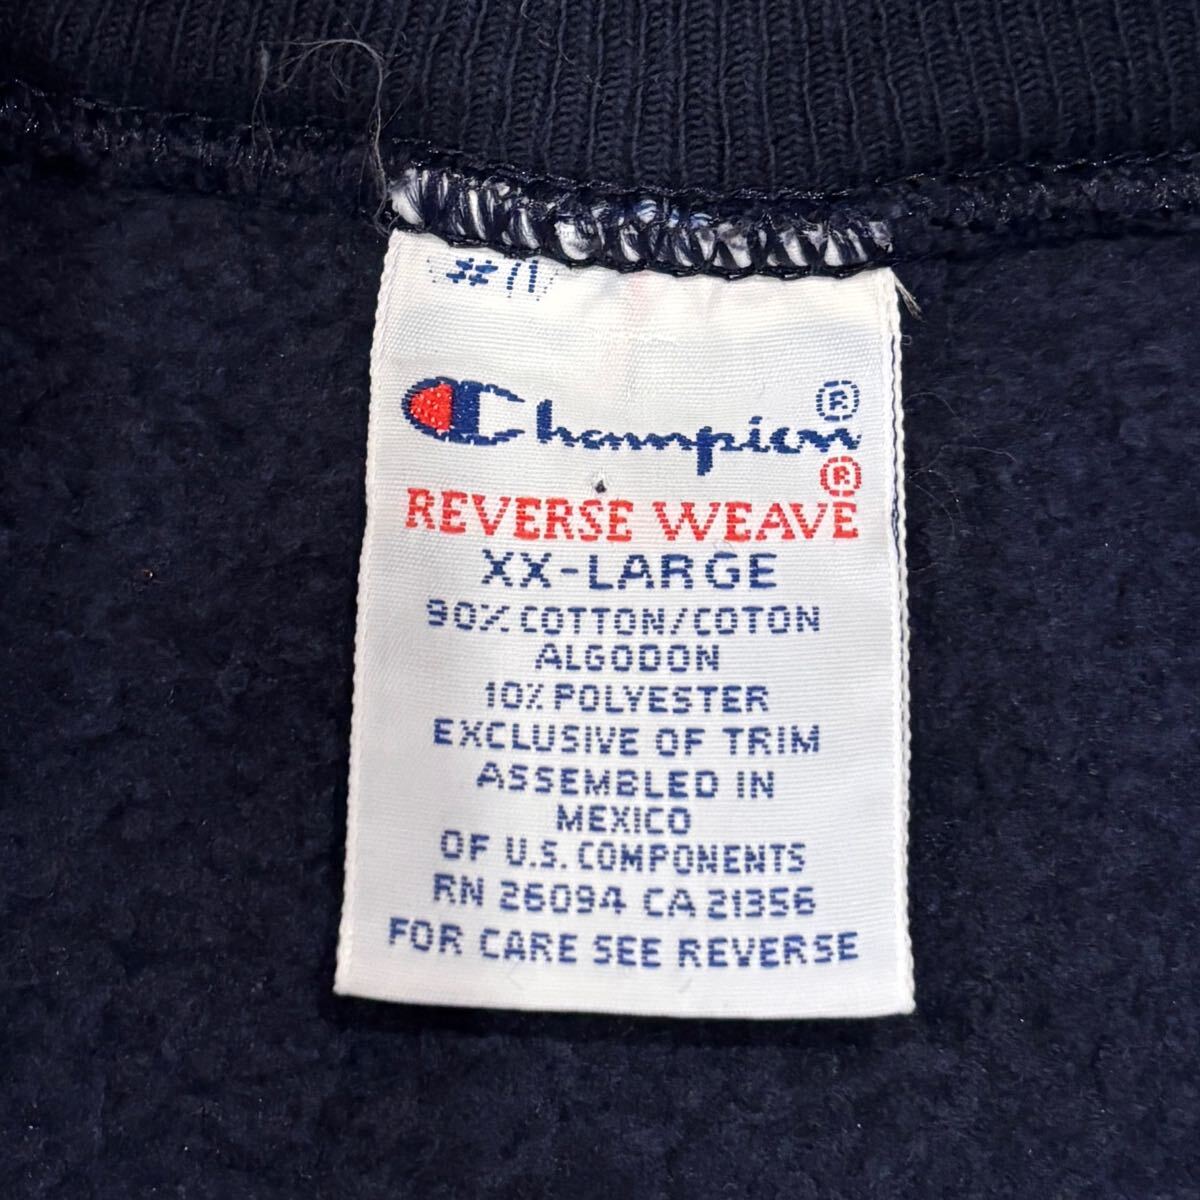 #11
Champion®
®
REVERSE WEAVE
XX-LARGE
90% COTTON/COTON
ALGODON
10% POLYESTER
EXCLUSIVE OF TRIM
ASSEMBLED IN
MEXICO
OF U.S. COMPONENTS
RN 26094 CA 21356
FOR CARE SEE REVERSE